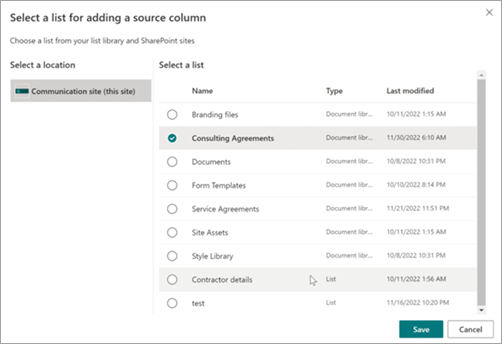 Select a list for adding a source column
Choose a list from your list library and SharePoint sites
Select a location
Select a list
Communication site (this site)
Name Type Last modified
Branding files Document libr... 10/11/2022 1:15 AM
Consulting Agreements Document libr... 11/30/2022 6:10 AM
Documents Document libr... 10/8/2022 10:31 PM
Form Templates Document libr... 10/10/2022 8:14 PM
Service Agreements Document libr... 11/21/2022 11:51 PM
Site Assets Document libr... 10/11/2022 1:15 AM
Style Library Document libr... 10/8/2022 10:31 PM
Contractor details List 10/11/2022 1:56 AM
test List 11/16/2022 10:20 PM
Save Cancel